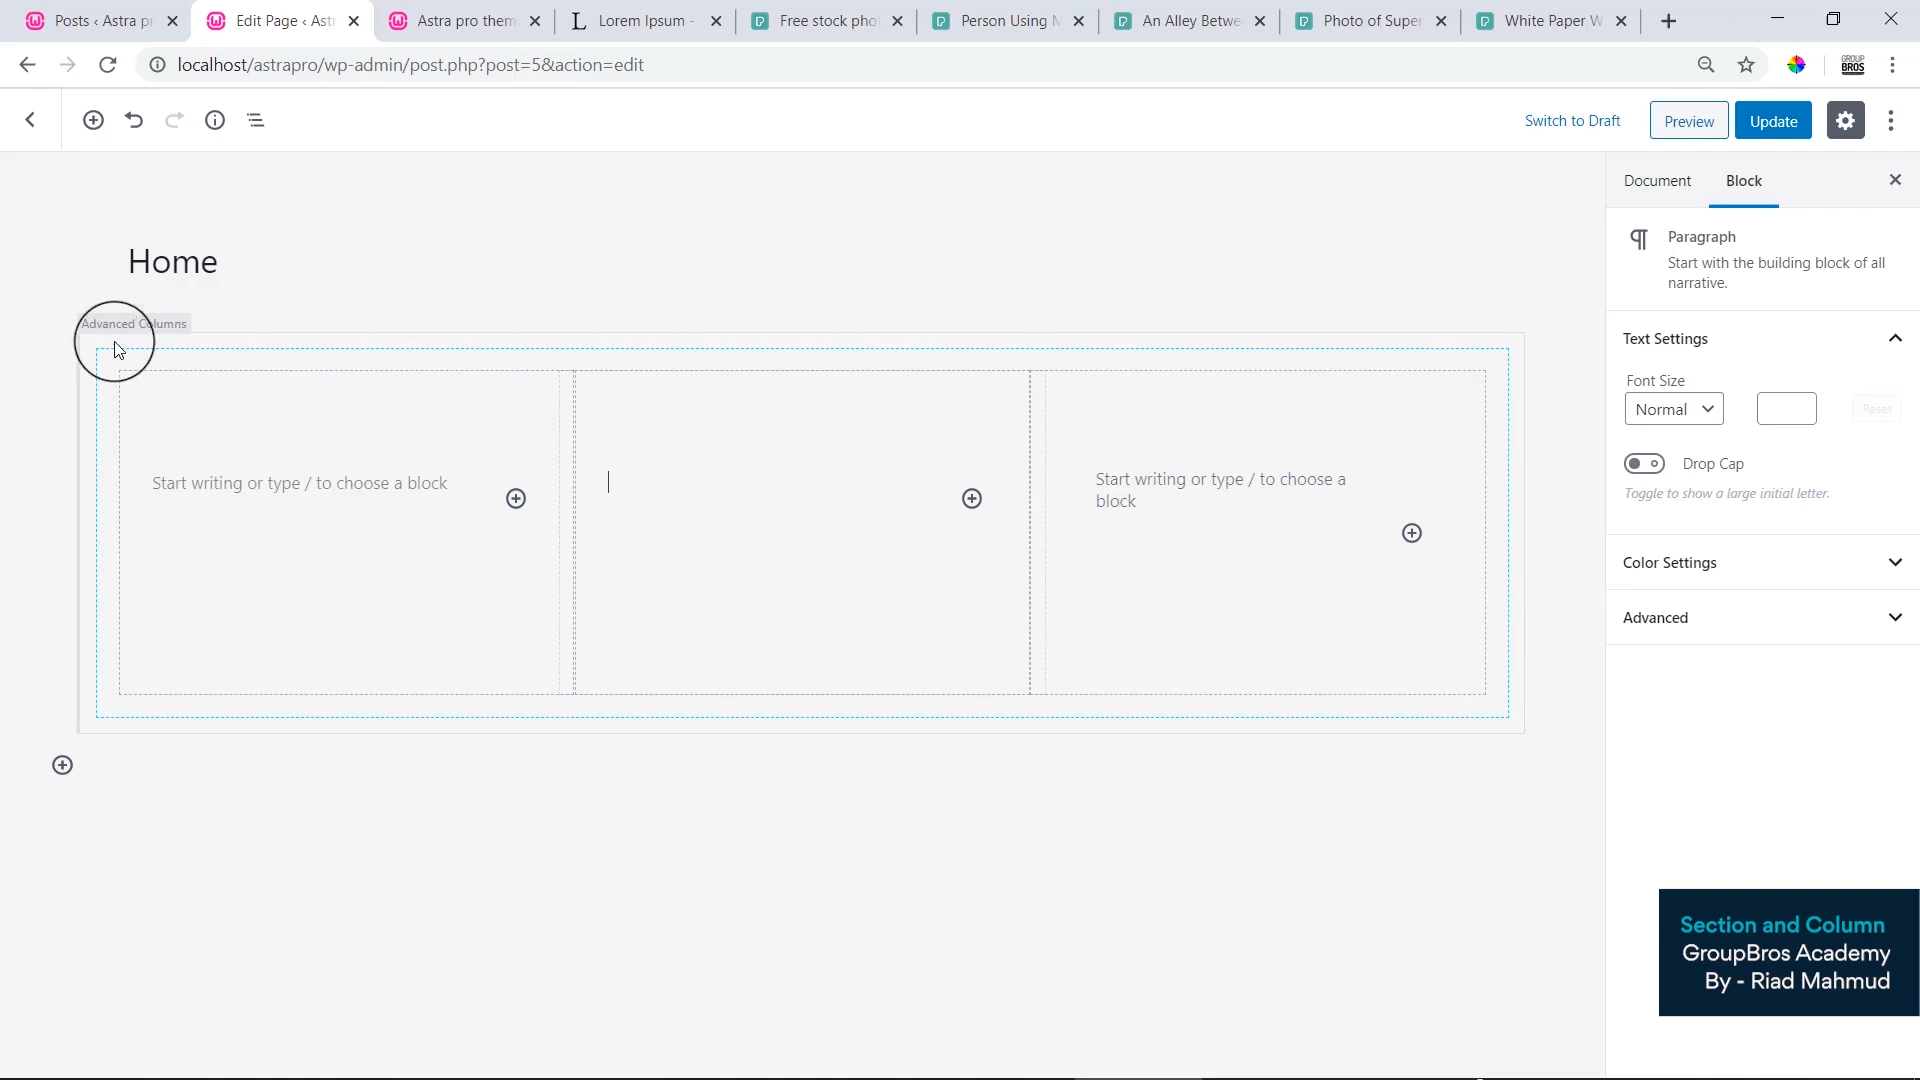 Posts ‹ Astra pr
Edit Page ‹ Astr
Astra pro them
Lorem Ipsum -
Free stock phot
Person Using M
An Alley Betwe
Photo of Super
White Paper W
localhost/astrapro/wp-admin/post.php?post=5&action=edit
GROUP
BROS
Switch to Draft
Preview
Update
Document
Block
Home
Paragraph
Start with the building block of all
narrative.
Advanced Columns
Text Settings
Font Size
Normal
Reset
Drop Cap
Toggle to show a large initial letter.
Start writing or type / to choose a block
Start writing or type / to choose a
block
Color Settings
Advanced
Section and Column
GroupBros Academy
By - Riad Mahmud